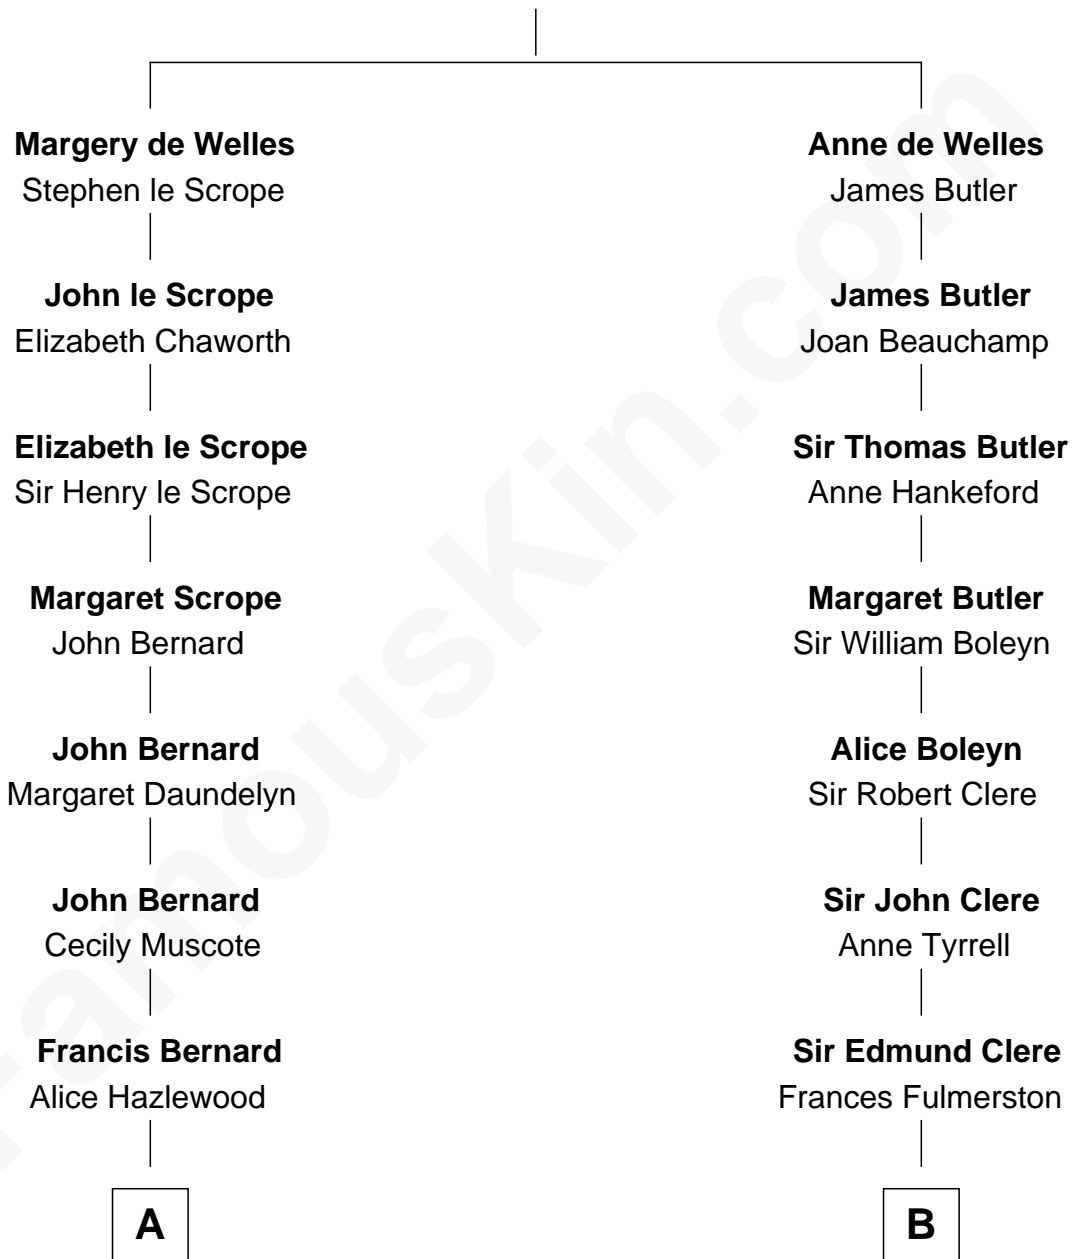 Margery de Welles
Stephen le Scrope
John le Scrope
Elizabeth Chaworth
Elizabeth le Scrope
Sir Henry le Scrope
Margaret Scrope
John Bernard
John Bernard
Margaret Daundelyn
John Bernard
Cecily Muscote
Francis Bernard
Alice Hazlewood
A
Anne de Welles
James Butler
James Butler
Joan Beauchamp
Sir Thomas Butler
Anne Hankeford
Margaret Butler
Sir William Boleyn
Alice Boleyn
Sir Robert Clere
Sir John Clere
Anne Tyrrell
Sir Edmund Clere
Frances Fulmerston
B
FamousKin.com